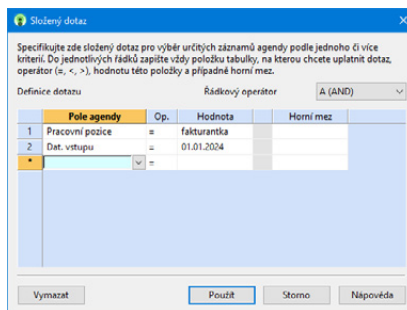 Složený dotaz
Specifikujte zde složený dotaz pro výběr určitých záznamů agendy podle jednoho či více
kriterií. Do jednotlivých řádků zapište vždy položku tabulky, na kterou chcete uplatnit dotaz,
operátor (=, <, >), hodnotu této položky a případně horní mez.
Definice dotazu Řádkový operátor A (AND)
Pole agendy Op. Hodnota Horní mez
1 Pracovní pozice = fakturantka
2 Dat. vstupu = 01.01.2024
* =
Vymazat Použít Storno Nápověda